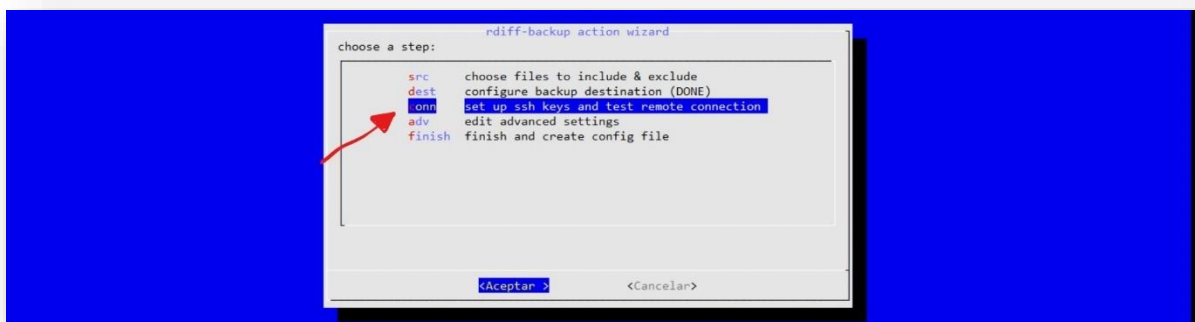 rdiff-backup action wizard
choose a step:
src choose files to include & exclude
dest configure backup destination (DONE)
conn set up ssh keys and test remote connection
adv edit advanced settings
finish finish and create config file
<Aceptar > <Cancelar>